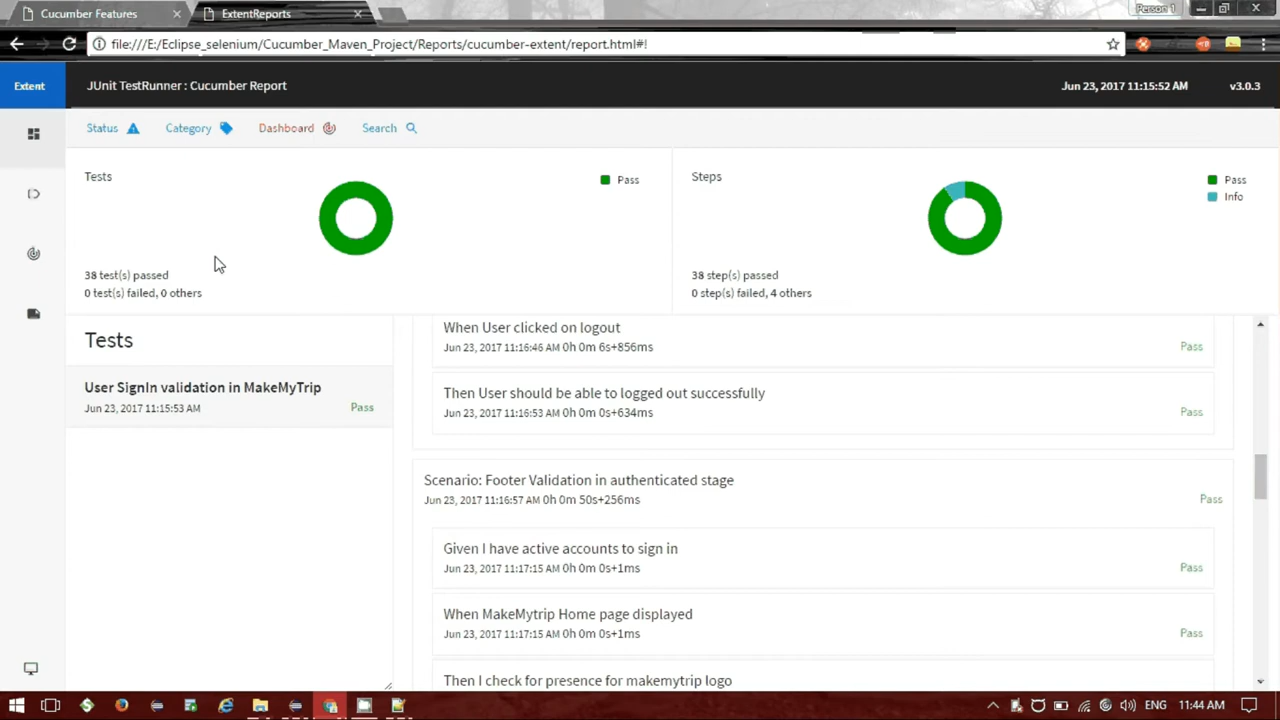 Cucumber Features
ExtentReports
Person 1
file:///E:/Eclipse_selenium/Cucumber_Maven_Project/Reports/cucumber-extent/report.html#!
Extent
JUnit TestRunner : Cucumber Report
Jun 23, 2017 11:15:52 AM
v3.0.3
Status
Category
Dashboard
Search
Tests
Pass
38 test(s) passed
0 test(s) failed, 0 others
Steps
Pass
Info
38 step(s) passed
0 step(s) failed, 4 others
Tests
User SignIn validation in MakeMyTrip
Jun 23, 2017 11:15:53 AM
Pass
When User clicked on logout
Jun 23, 2017 11:16:46 AM 0h 0m 6s+856ms
Pass
Then User should be able to logged out successfully
Jun 23, 2017 11:16:53 AM 0h 0m 0s+634ms
Pass
Scenario: Footer Validation in authenticated stage
Jun 23, 2017 11:16:57 AM 0h 0m 50s+256ms
Pass
Given I have active accounts to sign in
Jun 23, 2017 11:17:15 AM 0h 0m 0s+1ms
Pass
When MakeMytrip Home page displayed
Jun 23, 2017 11:17:15 AM 0h 0m 0s+1ms
Pass
Then I check for presence for makemytrip logo
ENG
11:44 AM